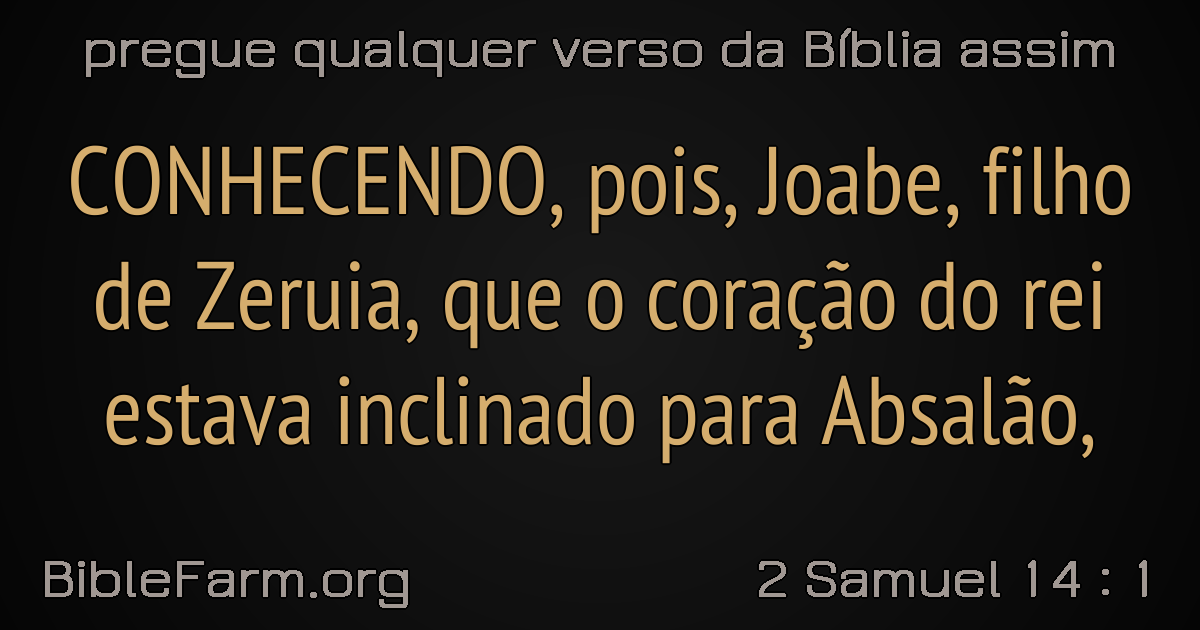 pregue qualquer verso da Bíblia assim
CONHECENDO, pois, Joabe, filho
de Zeruia, que o coração do rei
estava inclinado para Absalão,
BibleFarm.org
2 Samuel 14 : 1